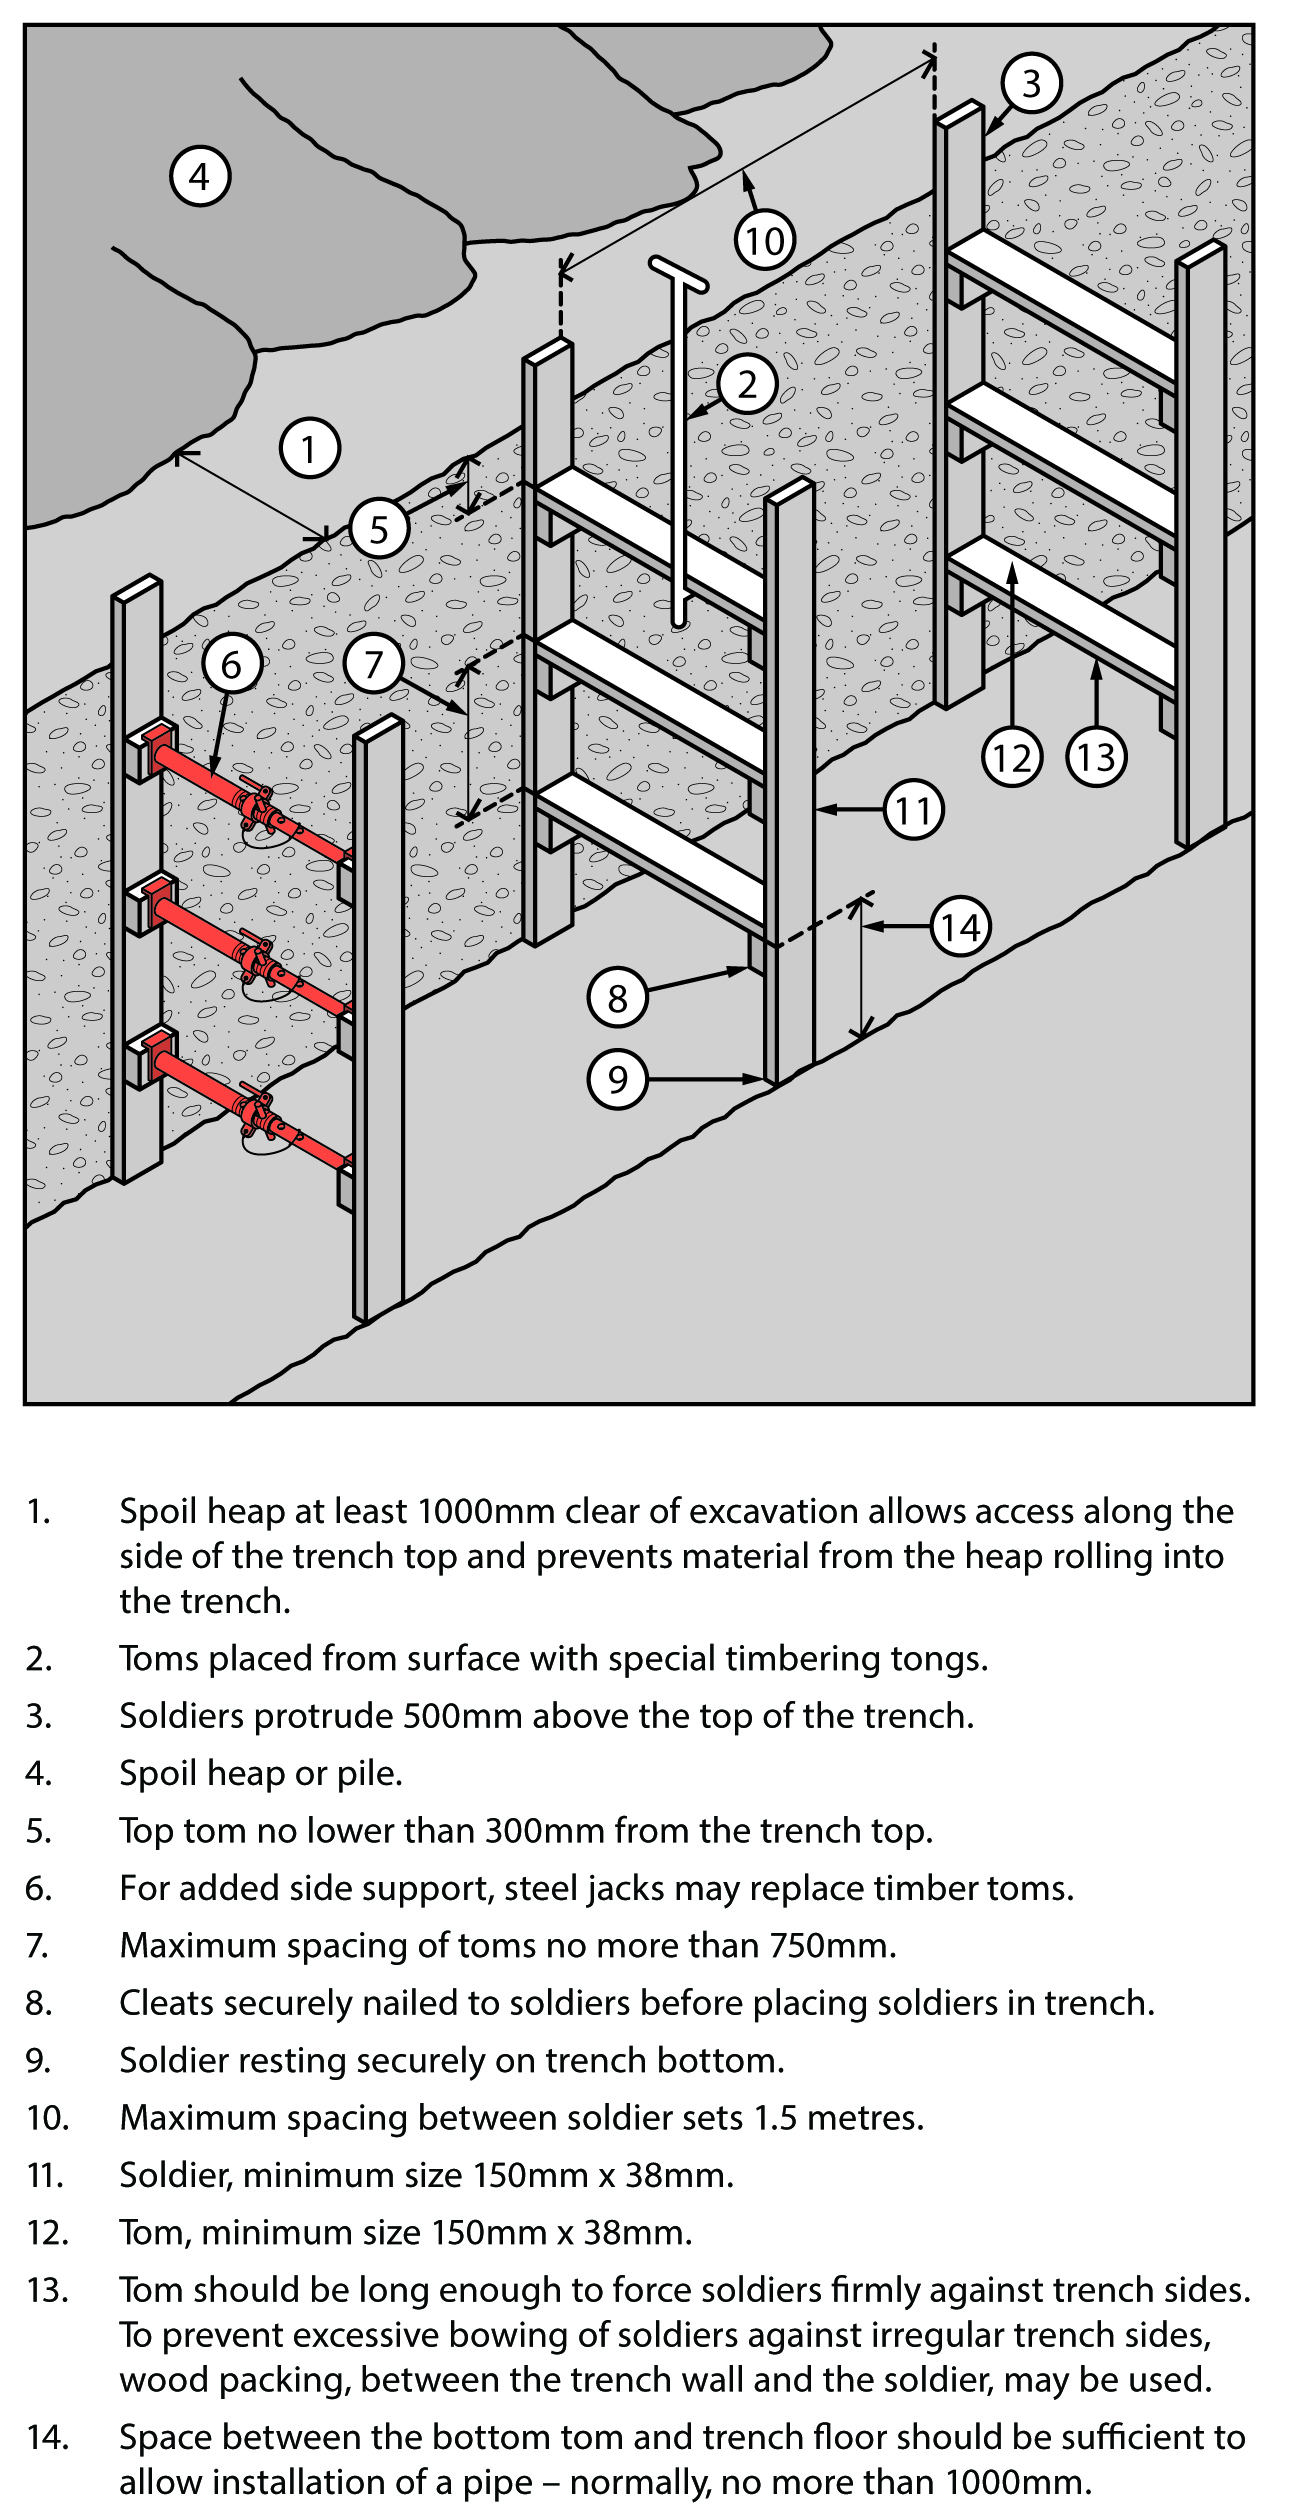 3
4
10
2
1
5
6
7
12
13
11
14
8
9
1. Spoil heap at least 1000mm clear of excavation allows access along the
side of the trench top and prevents material from the heap rolling into
the trench.
2. Toms placed from surface with special timbering tongs.
3. Soldiers protrude 500mm above the top of the trench.
4. Spoil heap or pile.
5. Top tom no lower than 300mm from the trench top.
6. For added side support, steel jacks may replace timber toms.
7. Maximum spacing of toms no more than 750mm.
8. Cleats securely nailed to soldiers before placing soldiers in trench.
9. Soldier resting securely on trench bottom.
10. Maximum spacing between soldier sets 1.5 metres.
11. Soldier, minimum size 150mm x 38mm.
12. Tom, minimum size 150mm x 38mm.
13. Tom should be long enough to force soldiers firmly against trench sides.
To prevent excessive bowing of soldiers against irregular trench sides,
wood packing, between the trench wall and the soldier, may be used.
14. Space between the bottom tom and trench floor should be sufficient to
allow installation of a pipe – normally, no more than 1000mm.